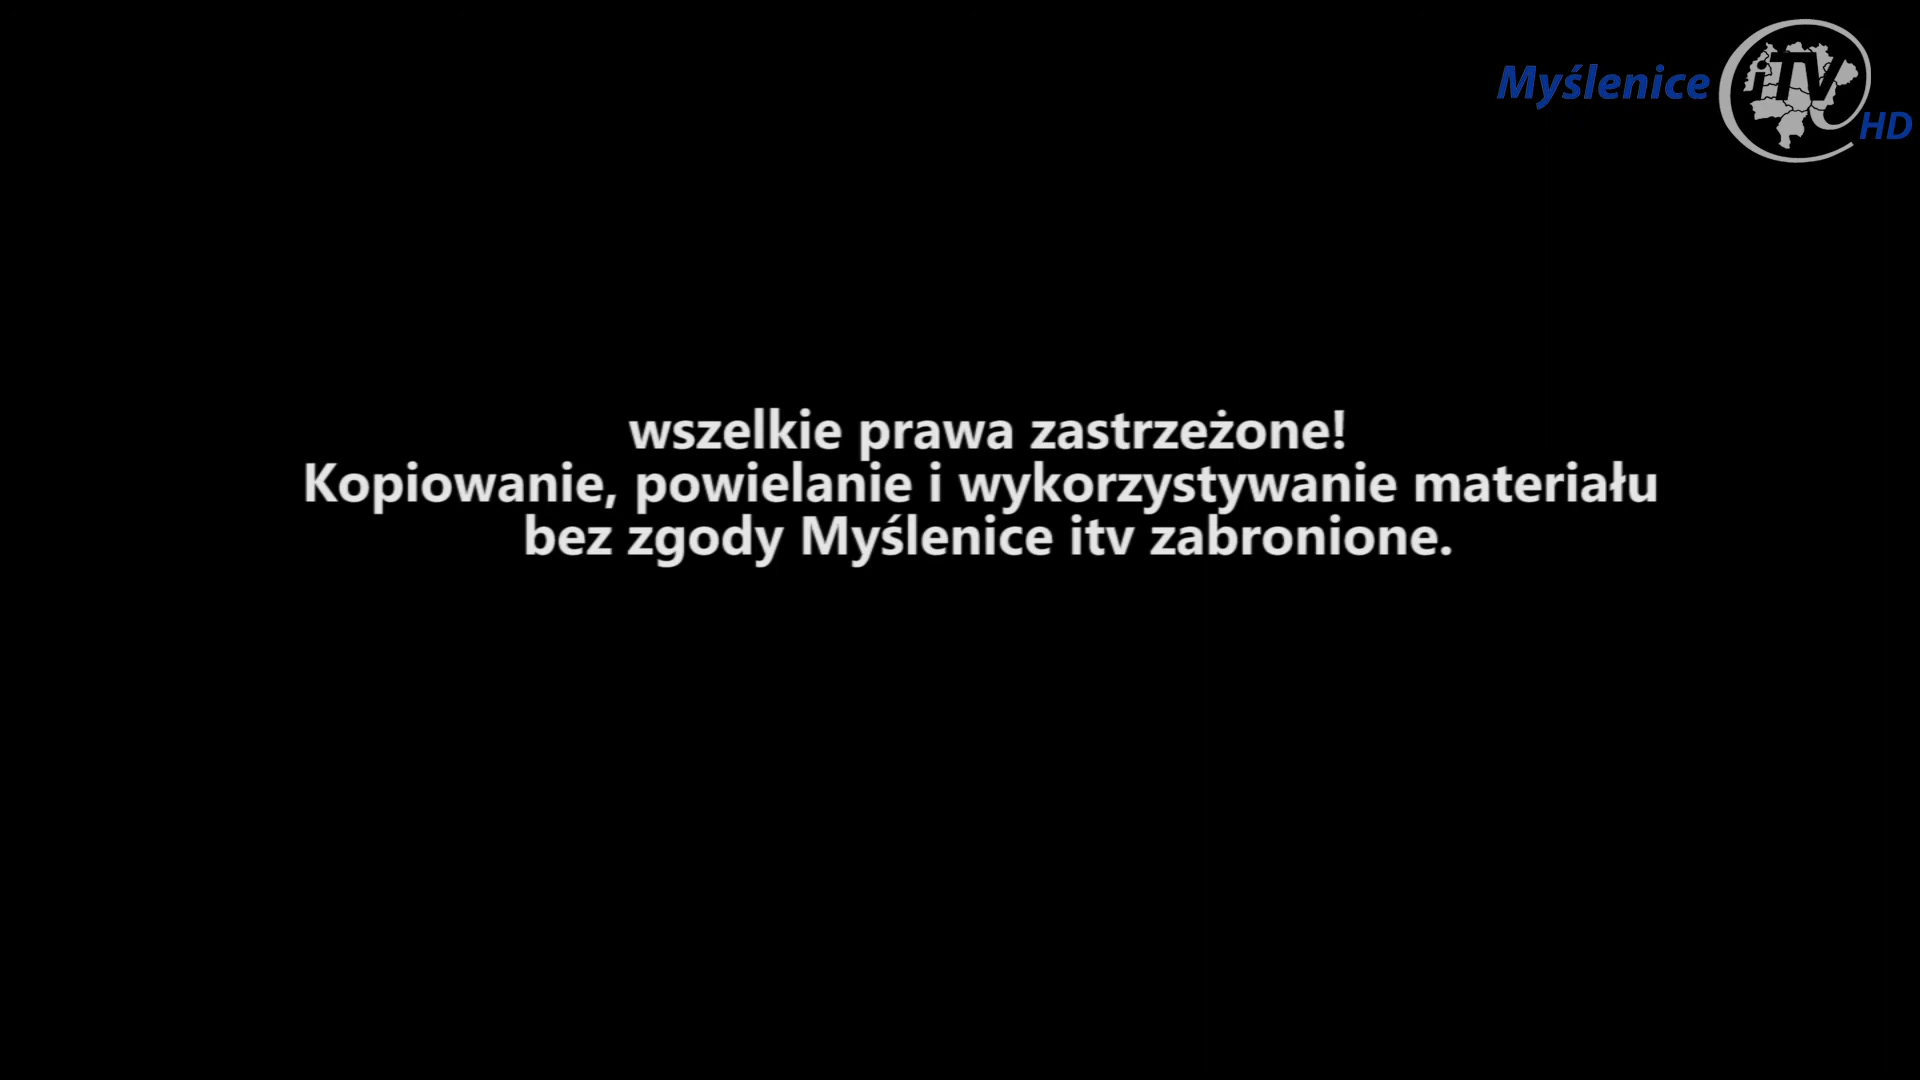 Myślenice iTV HD
wszelkie prawa zastrzeżone!
Kopiowanie, powielanie i wykorzystywanie materiału
bez zgody Myślenice itv zabronione.